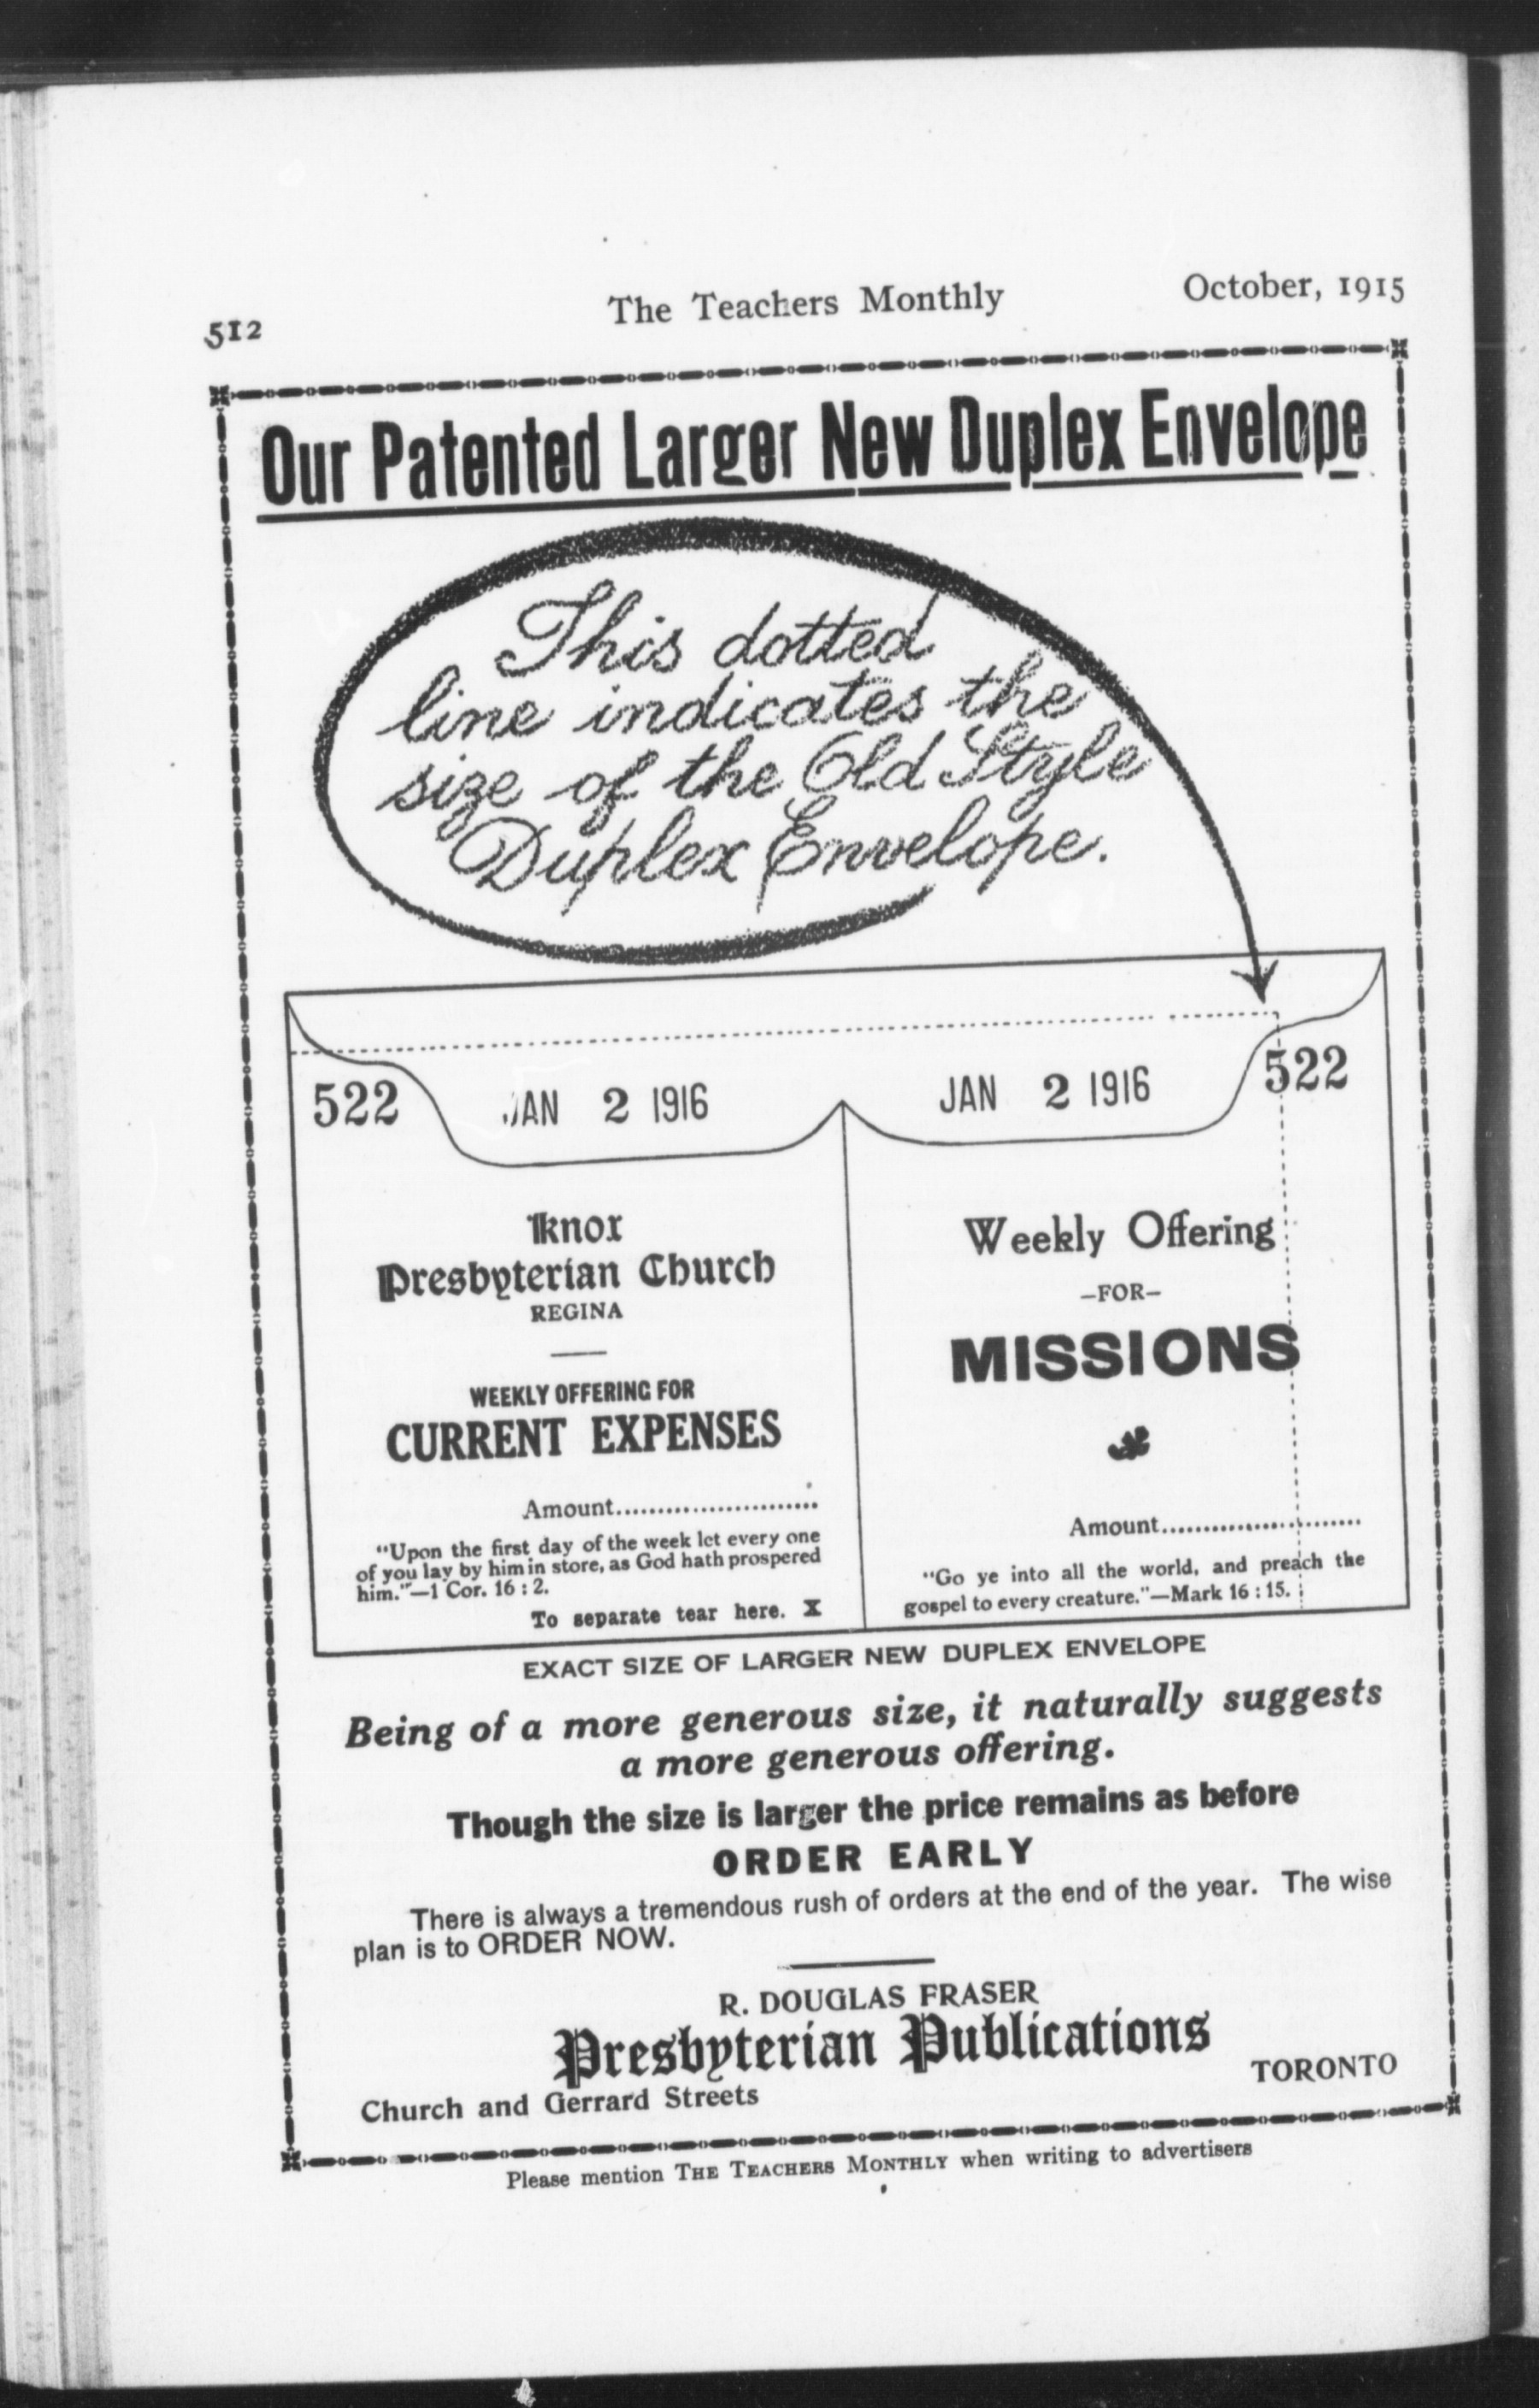 512 The Teachers Monthly October, 1915
Our Patented Larger New Duplex Envelope
This dotted
line indicates the
size of the Old Style
Duplex Envelope.
522 JAN 2 1916
Knox
Presbyterian Church
REGINA
WEEKLY OFFERING FOR
CURRENT EXPENSES
Amount........................
"Upon the first day of the week let every one
of you lay by him in store, as God hath prospered
him."—1 Cor. 16 : 2.
To separate tear here. X
JAN 2 1916 522
Weekly Offering
–FOR–
MISSIONS
Amount........................
"Go ye into all the world, and preach the
gospel to every creature."—Mark 16 : 15.
EXACT SIZE OF LARGER NEW DUPLEX ENVELOPE
Being of a more generous size, it naturally suggests
a more generous offering.
Though the size is larger the price remains as before
ORDER EARLY
There is always a tremendous rush of orders at the end of the year. The wise
plan is to ORDER NOW.
R. DOUGLAS FRASER
Presbyterian Publications
Church and Gerrard Streets TORONTO
Please mention THE TEACHERS MONTHLY when writing to advertisers